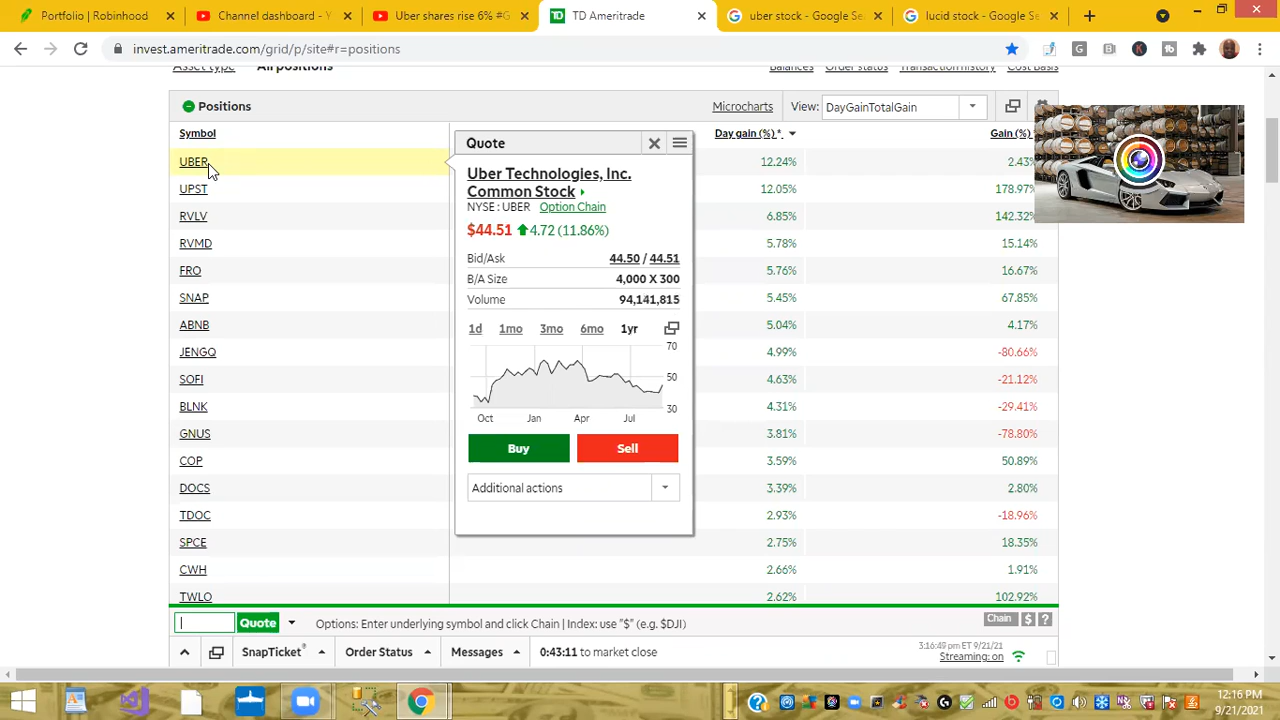 Portfolio | Robinhood
Channel dashboard - Y
Uber shares rise 6% #G
TD Ameritrade
uber stock - Google Se
lucid stock - Google Se
invest.ameritrade.com/grid/p/site#r=positions
Asset type All positions Balances Order status Transaction history Cost Basis
Positions Microcharts View: DayGainTotalGain
Symbol Day gain (%)* Gain (%)
UBER 12.24% 2.43%
UPST 12.05% 178.97%
RVLV 6.85% 142.32%
RVMD 5.78% 15.14%
FRO 5.76% 16.67%
SNAP 5.45% 67.85%
ABNB 5.04% 4.17%
JENGQ 4.99% -80.66%
SOFI 4.63% -21.12%
BLNK 4.31% -29.41%
GNUS 3.81% -78.80%
COP 3.59% 50.89%
DOCS 3.39% 2.80%
TDOC 2.93% -18.96%
SPCE 2.75% 18.35%
CWH 2.66% 1.91%
TWLO 2.62% 102.92%
Quote
Uber Technologies, Inc.
Common Stock
NYSE : UBER Option Chain
$44.51 4.72 (11.86%)
Bid/Ask 44.50 / 44.51
B/A Size 4,000 X 300
Volume 94,141,815
1d 1mo 3mo 6mo 1yr
70
50
30
Oct Jan Apr Jul
Buy Sell
Additional actions
Quote Options: Enter underlying symbol and click Chain | Index: use "$" (e.g. $DJI) Chain $ ?
SnapTicket® Order Status Messages 0:43:11 to market close
3:16:49 pm ET 9/21/21
Streaming: on
12:16 PM
9/21/2021